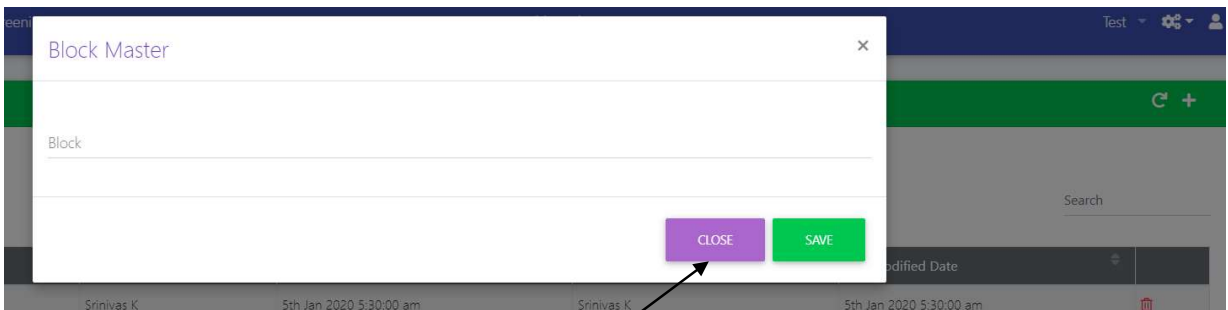 Test
Block Master
×
Block
Search
CLOSE
SAVE
odified Date
Srinivas K
5th Jan 2020 5:30:00 am
Srinivas K
5th Jan 2020 5:30:00 am